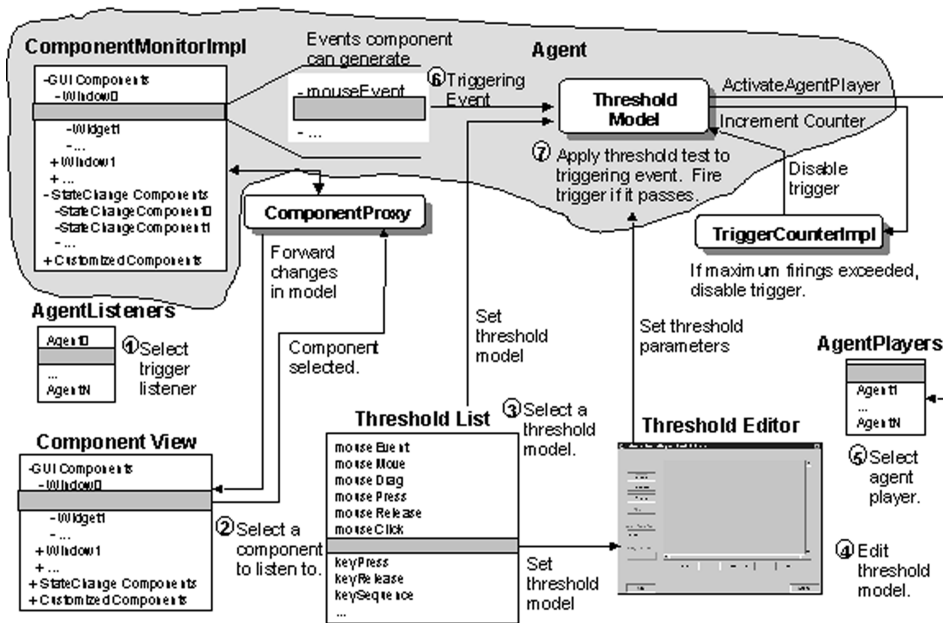 ComponentMonitorImpl
-GUI Components
-Window0
-Widget1
-...
+Window1
+...
-StateChange Components
-StateChangeComponent0
-StateChangeComponent1
-...
+Customized Components
Events component
can generate
-mouseEvent
-...
⑥Triggering
Event
Agent
Threshold
Model
ActivateAgentPlayer
Increment Counter
⑦ Apply threshold test to
triggering event. Fire
trigger if it passes.
Disable
trigger
ComponentProxy
TriggerCounterImpl
If maximum firings exceeded,
disable trigger.
Forward
changes
in model
AgentListeners
Agent0
...
AgentN
①Select
trigger
listener
Component
selected.
Set
threshold
model
Set threshold
parameters
AgentPlayers
Agent1
...
AgentN
⑤Select
agent
player.
Component View
-GUI Components
-Window0
-Widget1
-...
+Window1
+...
+StateChange Components
+Customized Components
②Select a
component
to listen to.
Threshold List
mouseEvent
mouseMove
mouseDrag
mousePress
mouseRelease
mouseClick
keyPress
keyRelease
keySequence
...
③Select a
threshold
model.
Set
threshold
model
Threshold Editor
④ Edit
threshold
model.